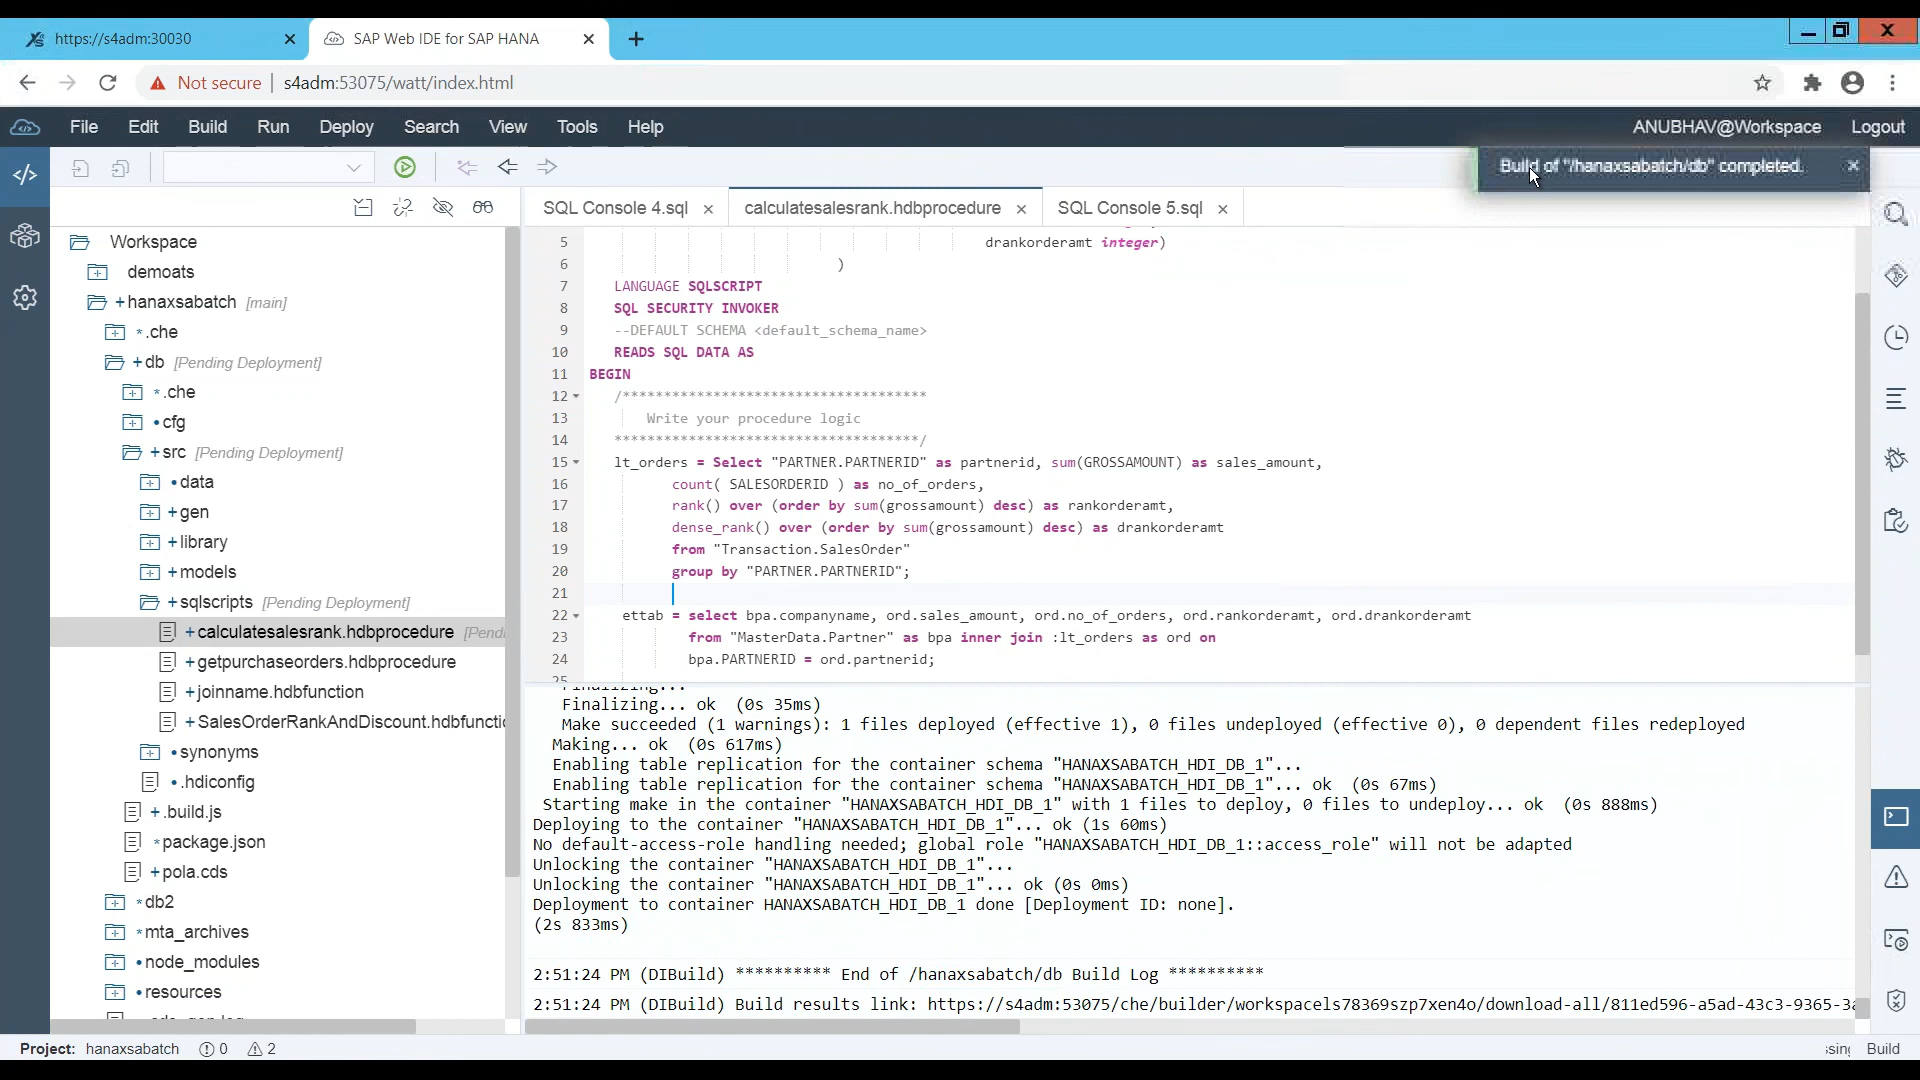 https://s4adm:30030
SAP Web IDE for SAP HANA
Not secure | s4adm:53075/watt/index.html
File Edit Build Run Deploy Search View Tools Help
ANUBHAV@Workspace Logout
Build of "/hanaxsabatch/db" completed.
SQL Console 4.sql
calculatesalesrank.hdbprocedure
SQL Console 5.sql
Workspace
demoats
+hanaxsabatch [main]
*.che
+db [Pending Deployment]
*.che
•cfg
+src [Pending Deployment]
•data
+gen
+library
+models
+sqlscripts [Pending Deployment]
+calculatesalesrank.hdbprocedure [Pend
+getpurchaseorders.hdbprocedure
+joinname.hdbfunction
+SalesOrderRankAndDiscount.hdbfuncti
•synonyms
•.hdiconfig
+.build.js
*package.json
+pola.cds
*db2
*mta_archives
•node_modules
•resources
5 drankorderamt integer)
6 )
7 LANGUAGE SQLSCRIPT
8 SQL SECURITY INVOKER
9 --DEFAULT SCHEMA <default_schema_name>
10 READS SQL DATA AS
11 BEGIN
12 /*************************************
13 Write your procedure logic
14 *************************************/
15 lt_orders = Select "PARTNER.PARTNERID" as partnerid, sum(GROSSAMOUNT) as sales_amount,
16 count( SALESORDERID ) as no_of_orders,
17 rank() over (order by sum(grossamount) desc) as rankorderamt,
18 dense_rank() over (order by sum(grossamount) desc) as drankorderamt
19 from "Transaction.SalesOrder"
20 group by "PARTNER.PARTNERID";
21
22 ettab = select bpa.companyname, ord.sales_amount, ord.no_of_orders, ord.rankorderamt, ord.drankorderamt
23 from "MasterData.Partner" as bpa inner join :lt_orders as ord on
24 bpa.PARTNERID = ord.partnerid;
25
Finalizing...
Finalizing... ok (0s 35ms)
Make succeeded (1 warnings): 1 files deployed (effective 1), 0 files undeployed (effective 0), 0 dependent files redeployed
Making... ok (0s 617ms)
Enabling table replication for the container schema "HANAXSABATCH_HDI_DB_1"...
Enabling table replication for the container schema "HANAXSABATCH_HDI_DB_1"... ok (0s 67ms)
Starting make in the container "HANAXSABATCH_HDI_DB_1" with 1 files to deploy, 0 files to undeploy... ok (0s 888ms)
Deploying to the container "HANAXSABATCH_HDI_DB_1"... ok (1s 60ms)
No default-access-role handling needed; global role "HANAXSABATCH_HDI_DB_1::access_role" will not be adapted
Unlocking the container "HANAXSABATCH_HDI_DB_1"...
Unlocking the container "HANAXSABATCH_HDI_DB_1"... ok (0s 0ms)
Deployment to container HANAXSABATCH_HDI_DB_1 done [Deployment ID: none].
(2s 833ms)
2:51:24 PM (DIBuild) ********** End of /hanaxsabatch/db Build Log **********
2:51:24 PM (DIBuild) Build results link: https://s4adm:53075/che/builder/workspacels78369szp7xen4o/download-all/811ed596-a5ad-43c3-9365-3a
Project: hanaxsabatch 0 2
ssing Build